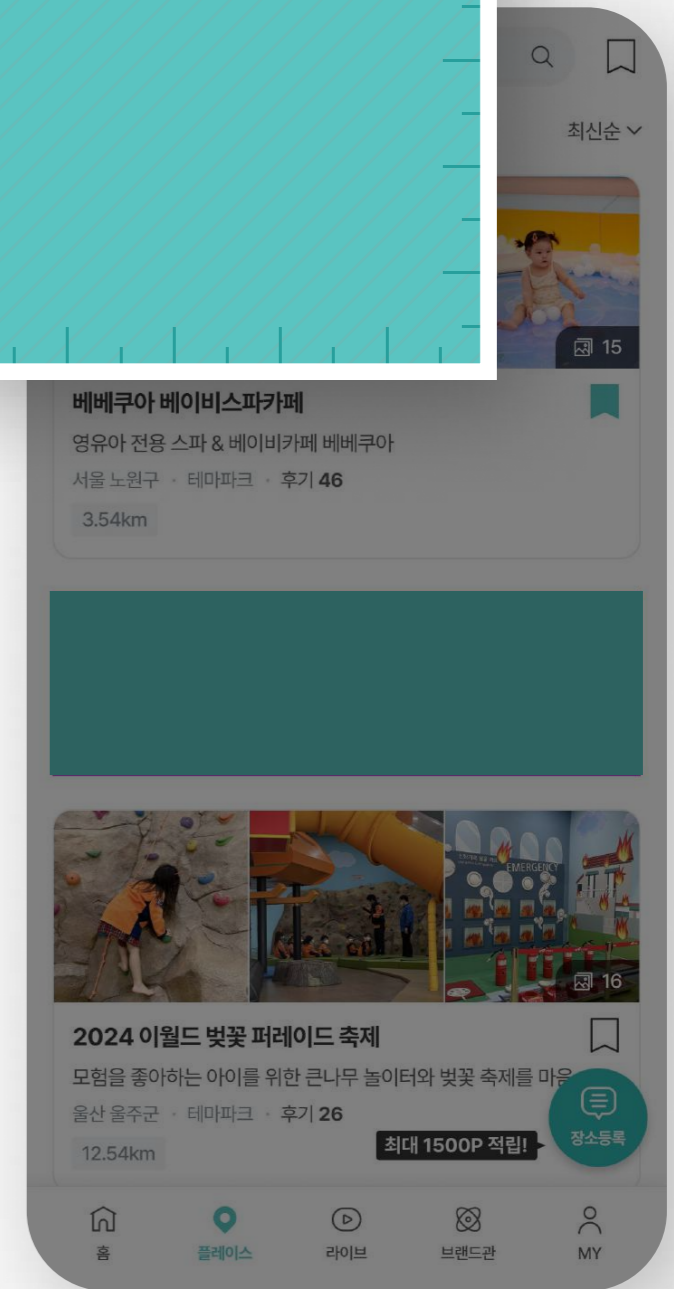 최신순
15
베베쿠아 베이비스파카페
영유아 전용 스파 & 베이비카페 베베쿠아
서울 노원구 · 테마파크 · 후기 46
3.54km
EMERGENCY
16
2024 이월드 벚꽃 퍼레이드 축제
모험을 좋아하는 아이를 위한 큰나무 놀이터와 벚꽃 축제를 마음
울산 울주군 · 테마파크 · 후기 26
12.54km
최대 1500P 적립!
장소등록
홈
플레이스
라이브
브랜드관
MY